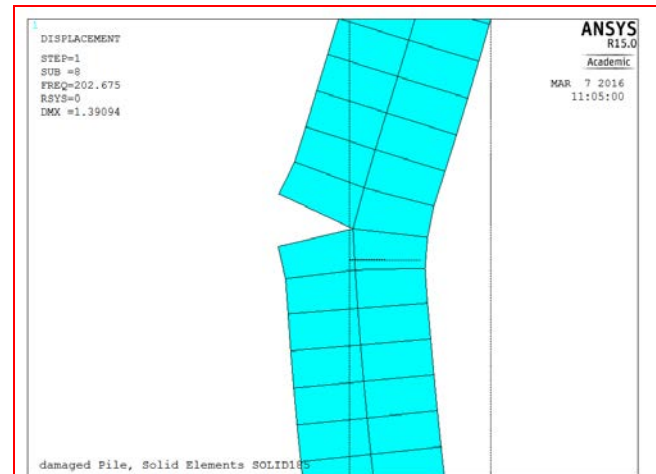 1
DISPLACEMENT
STEP=1
SUB =8
FREQ=202.675
RSYS=0
DMX =1.39094
ANSYS
R15.0
Academic
MAR 7 2016
11:05:00
damaged Pile, Solid Elements SOLID185